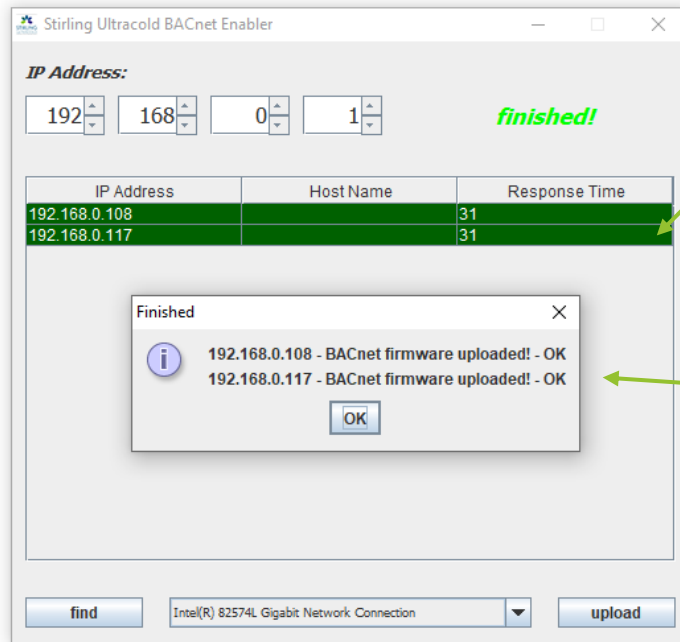 Stirling Ultracold BACnet Enabler
IP Address:
192 168 0 1 finished!
IP Address Host Name Response Time
192.168.0.108 31
192.168.0.117 31
Finished
192.168.0.108 - BACnet firmware uploaded! - OK
192.168.0.117 - BACnet firmware uploaded! - OK
OK
find Intel(R) 82574L Gigabit Network Connection upload